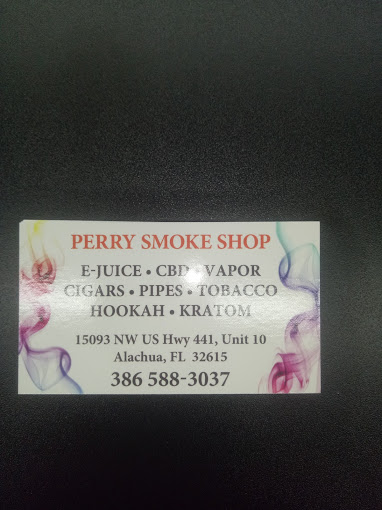 PERRY SMOKE SHOP
E-JUICE • CBD • VAPOR
CIGARS • PIPES • TOBACCO
HOOKAH • KRATOM
15093 NW US Hwy 441, Unit 10
Alachua, FL 32615
386 588-3037